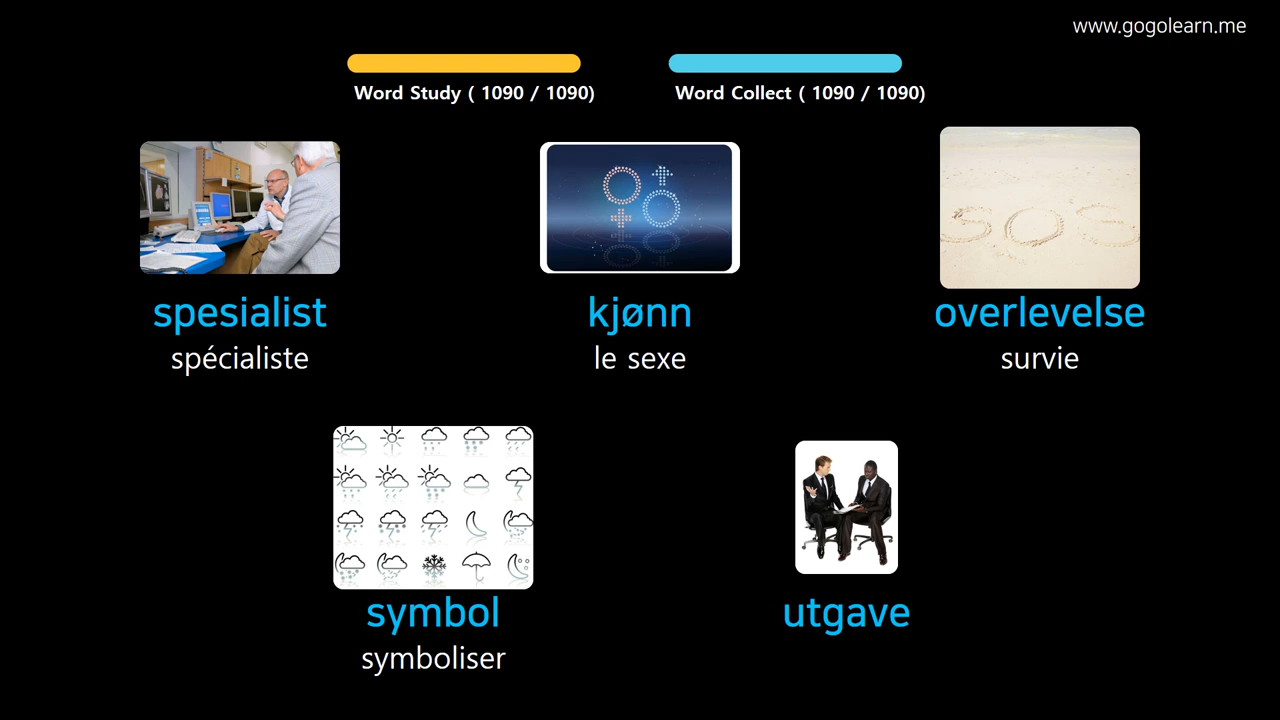 www.gogolearn.me
Word Study ( 1090 / 1090)
Word Collect ( 1090 / 1090)
SOS
spesialist
kjønn
overlevelse
spécialiste
le sexe
survie
symbol
utgave
symboliser